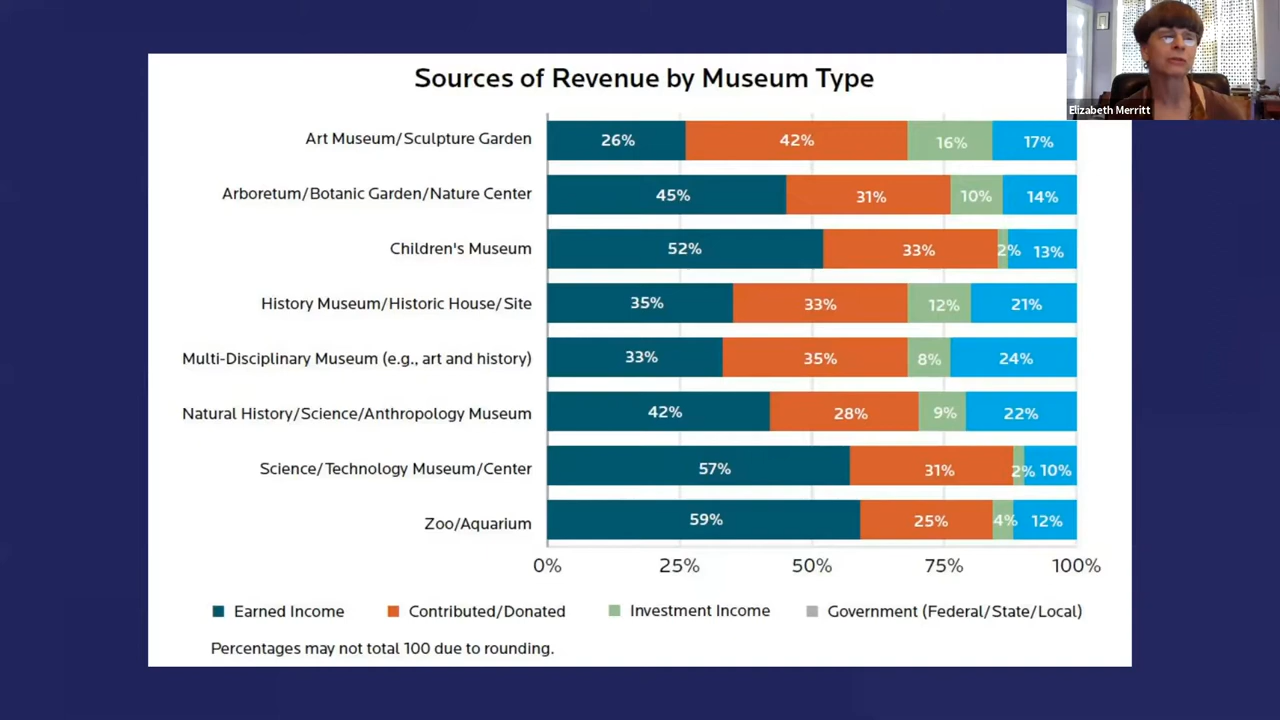 Elizabeth Merritt
Sources of Revenue by Museum Type
Art Museum/Sculpture Garden 26% 42% 16% 17%
Arboretum/Botanic Garden/Nature Center 45% 31% 10% 14%
Children's Museum 52% 33% 2% 13%
History Museum/Historic House/Site 35% 33% 12% 21%
Multi-Disciplinary Museum (e.g., art and history) 33% 35% 8% 24%
Natural History/Science/Anthropology Museum 42% 28% 9% 22%
Science/Technology Museum/Center 57% 31% 2% 10%
Zoo/Aquarium 59% 25% 4% 12%
0% 25% 50% 75% 100%
Earned Income Contributed/Donated Investment Income Government (Federal/State/Local)
Percentages may not total 100 due to rounding.